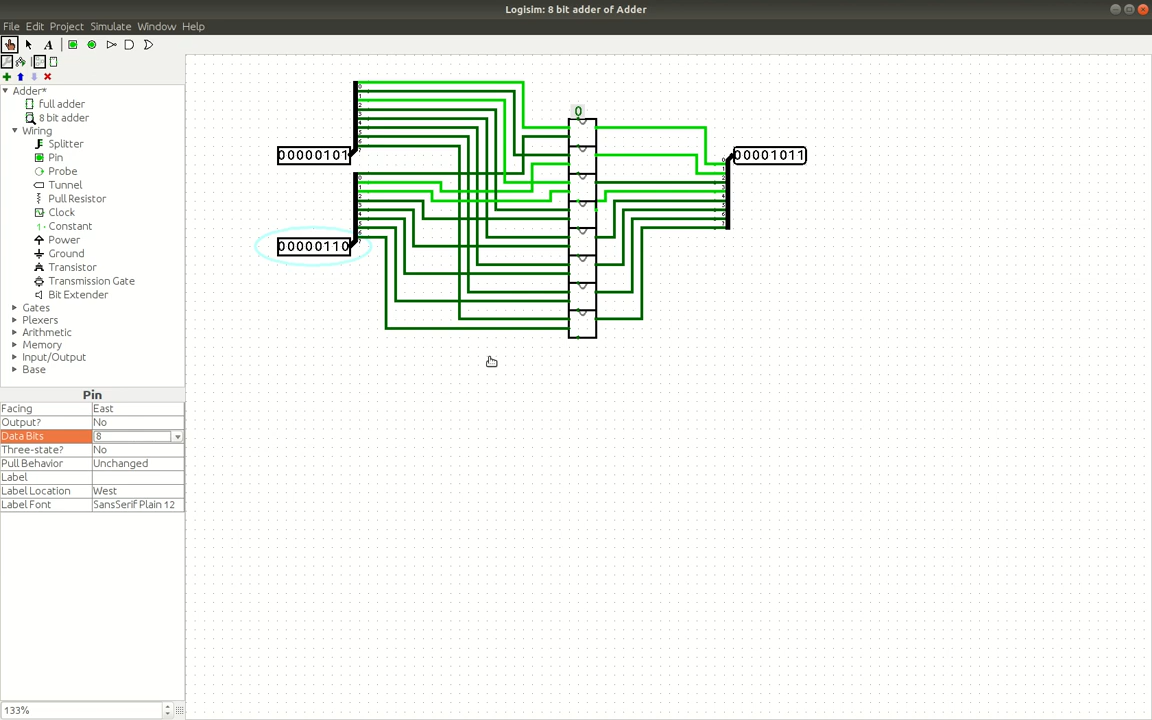 Logisim: 8 bit adder of Adder
File Edit Project Simulate Window Help
A
Adder*
full adder
8 bit adder
Wiring
Splitter
Pin
Probe
Tunnel
Pull Resistor
Clock
Constant
Power
Ground
Transistor
Transmission Gate
Bit Extender
Gates
Plexers
Arithmetic
Memory
Input/Output
Base
Pin
Facing East
Output? No
Data Bits 8
Three-state? No
Pull Behavior Unchanged
Label
Label Location West
Label Font SansSerif Plain 12
133%
0
00000101
00001011
00000110